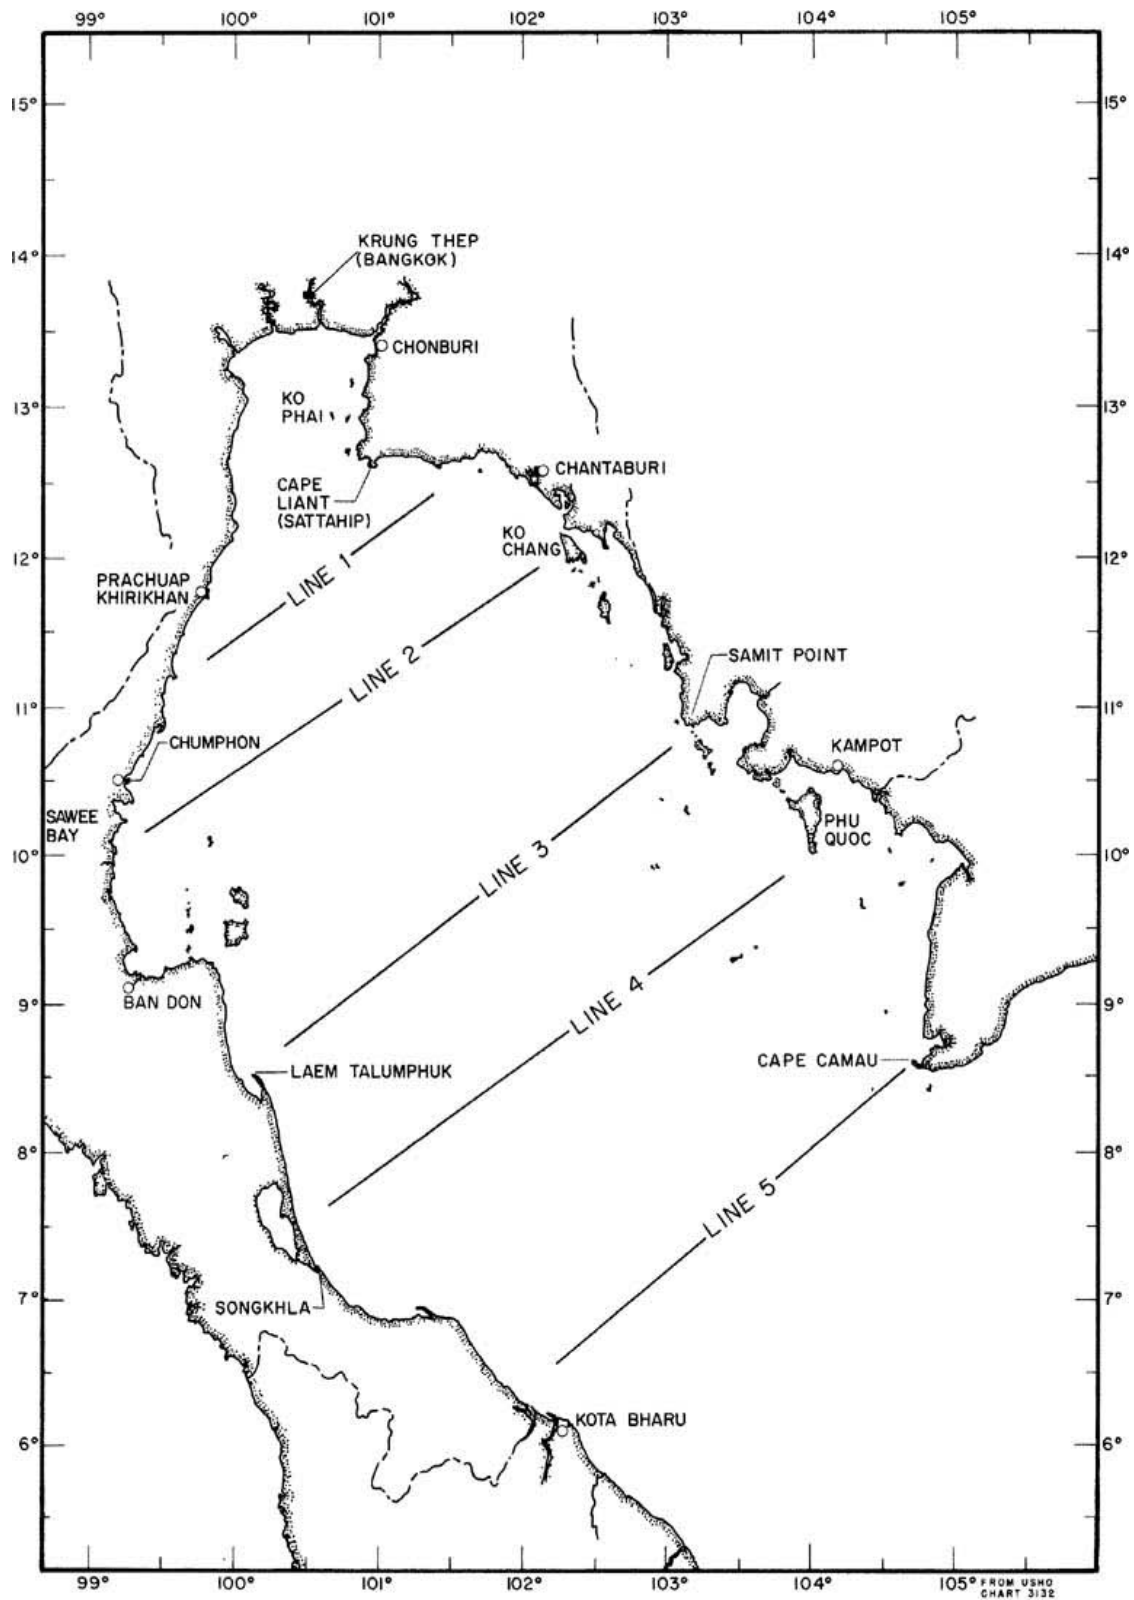 99° 100° 101° 102° 103° 104° 105°
15° 15°
14° 14°
KRUNG THEP
(BANGKOK)
CHONBURI
KO
PHAI
13° 13°
CHANTABURI
CAPE
LIANT
(SATTAHIP)
KO
CHANG
12° 12°
PRACHUAP
KHIRIKHAN
LINE 1
LINE 2
SAMIT POINT
11° 11°
CHUMPHON
KAMPOT
SAWEE
BAY
PHU
QUOC
10° 10°
LINE 3
BAN DON
9° 9°
LINE 4
CAPE CAMAU
LAEM TALUMPHUK
8° 8°
LINE 5
SONGKHLA
7° 7°
KOTA BHARU
6° 6°
99° 100° 101° 102° 103° 104° 105°
FROM USHO
CHART 3132